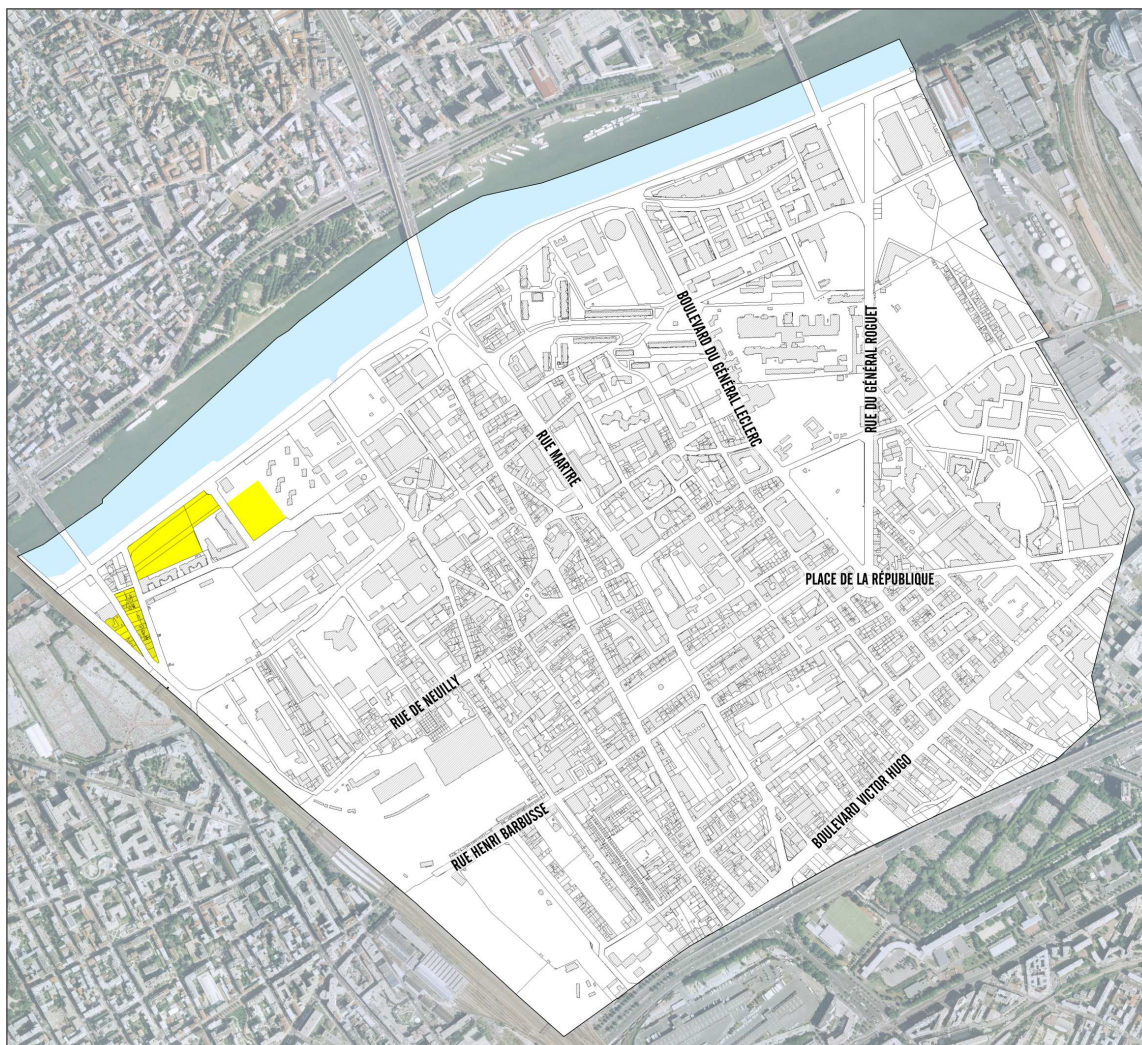 BOULEVARD DU GÉNÉRAL LECLERC
RUE DU GÉNÉRAL ROGUET
RUE MARTRE
PLACE DE LA RÉPUBLIQUE
RUE DE NEUILLY
BOULEVARD VICTOR HUGO
RUE HENRI BARBUSSE